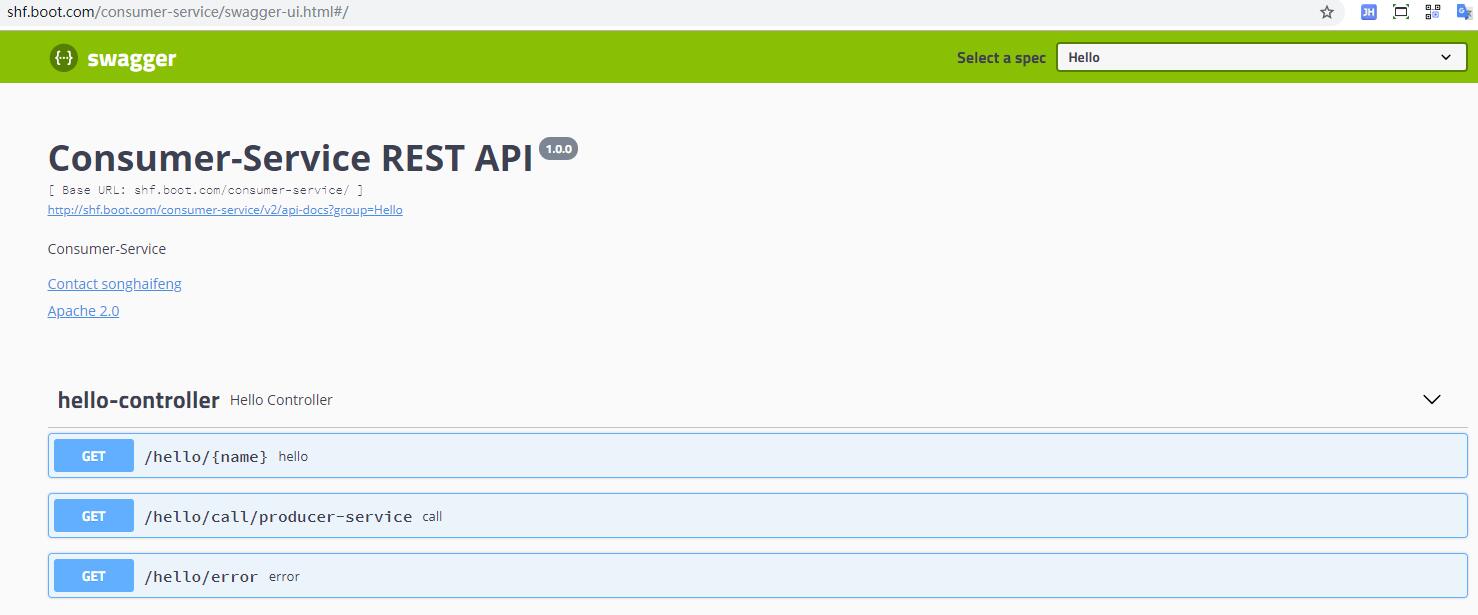 shf.boot.com/consumer-service/swagger-ui.html#/
JH
G
{··} swagger
Select a spec
Hello
Consumer-Service REST API 1.0.0
[ Base URL: shf.boot.com/consumer-service/ ]
http://shf.boot.com/consumer-service/v2/api-docs?group=Hello
Consumer-Service
Contact songhaifeng
Apache 2.0
hello-controller Hello Controller
GET /hello/{name} hello
GET /hello/call/producer-service call
GET /hello/error error